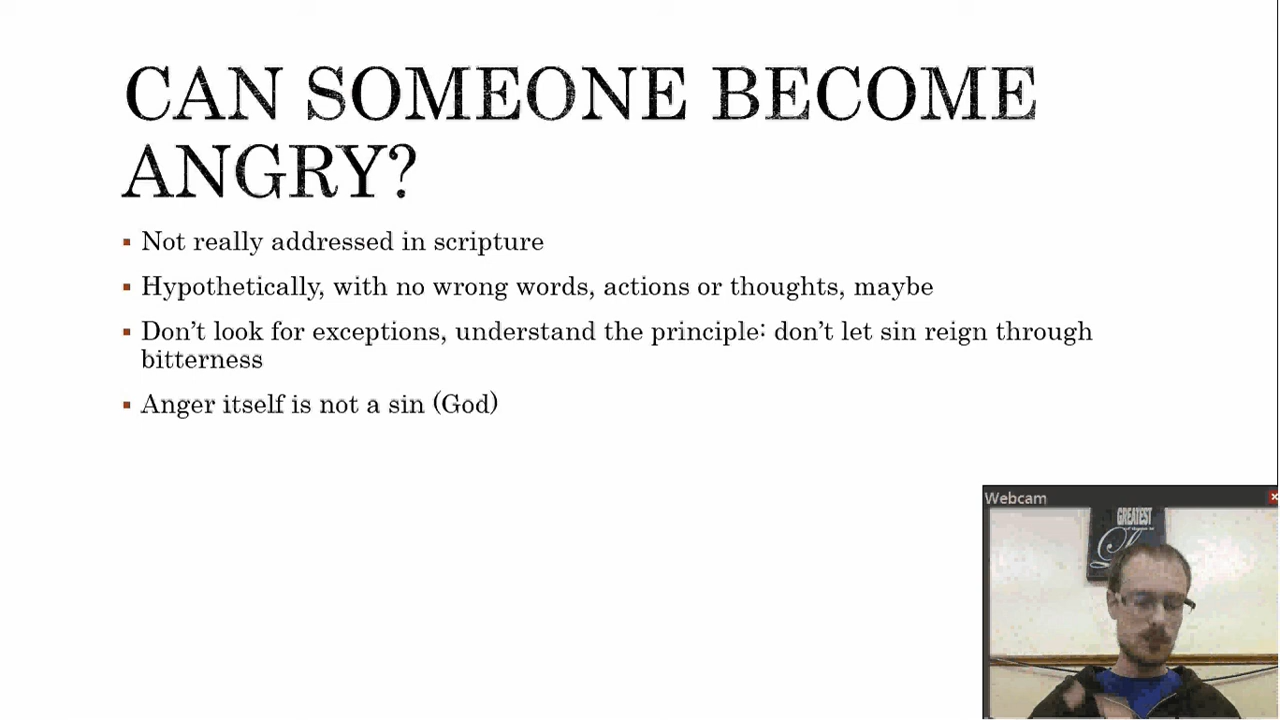 CAN SOMEONE BECOME
ANGRY?
▪ Not really addressed in scripture
▪ Hypothetically, with no wrong words, actions or thoughts, maybe
▪ Don’t look for exceptions, understand the principle: don’t let sin reign through
bitterness
▪ Anger itself is not a sin (God)
Webcam
GREATEST